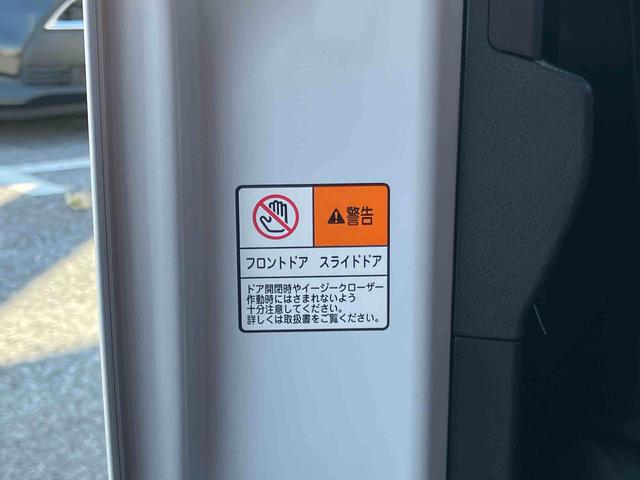 警告
フロントドア スライドドア
ドア開閉時やイージークローザー
作動時にはさまれないよう
十分注意してください。
詳しくは取扱書をご覧ください。